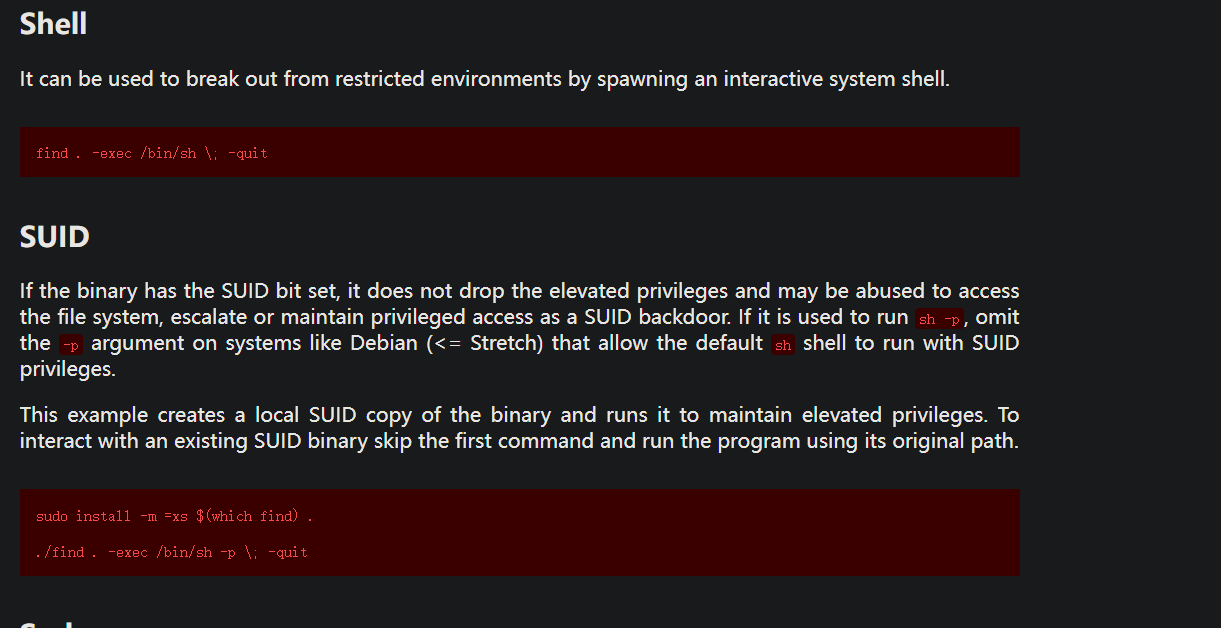 Shell
It can be used to break out from restricted environments by spawning an interactive system shell.
find . -exec /bin/sh \; -quit
SUID
If the binary has the SUID bit set, it does not drop the elevated privileges and may be abused to access
the file system, escalate or maintain privileged access as a SUID backdoor. If it is used to run sh -p, omit
the -p argument on systems like Debian (<= Stretch) that allow the default sh shell to run with SUID
privileges.
This example creates a local SUID copy of the binary and runs it to maintain elevated privileges. To
interact with an existing SUID binary skip the first command and run the program using its original path.
sudo install -m =xs $(which find) .
./find . -exec /bin/sh -p \; -quit